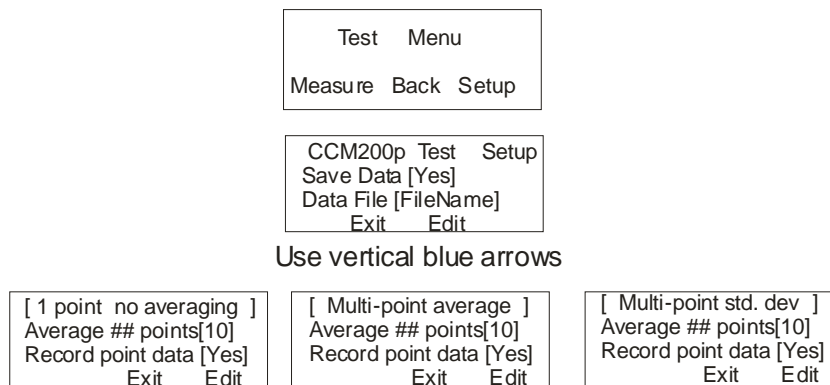 Test Menu
Measure Back Setup
CCM200p Test Setup
Save Data [Yes]
Data File [FileName]
Exit Edit
Use vertical blue arrows
[ 1 point no averaging ]
Average ## points[10]
Record point data [Yes]
Exit Edit
[ Multi-point average ]
Average ## points[10]
Record point data [Yes]
Exit Edit
[ Multi-point std. dev ]
Average ## points[10]
Record point data [Yes]
Exit Edit